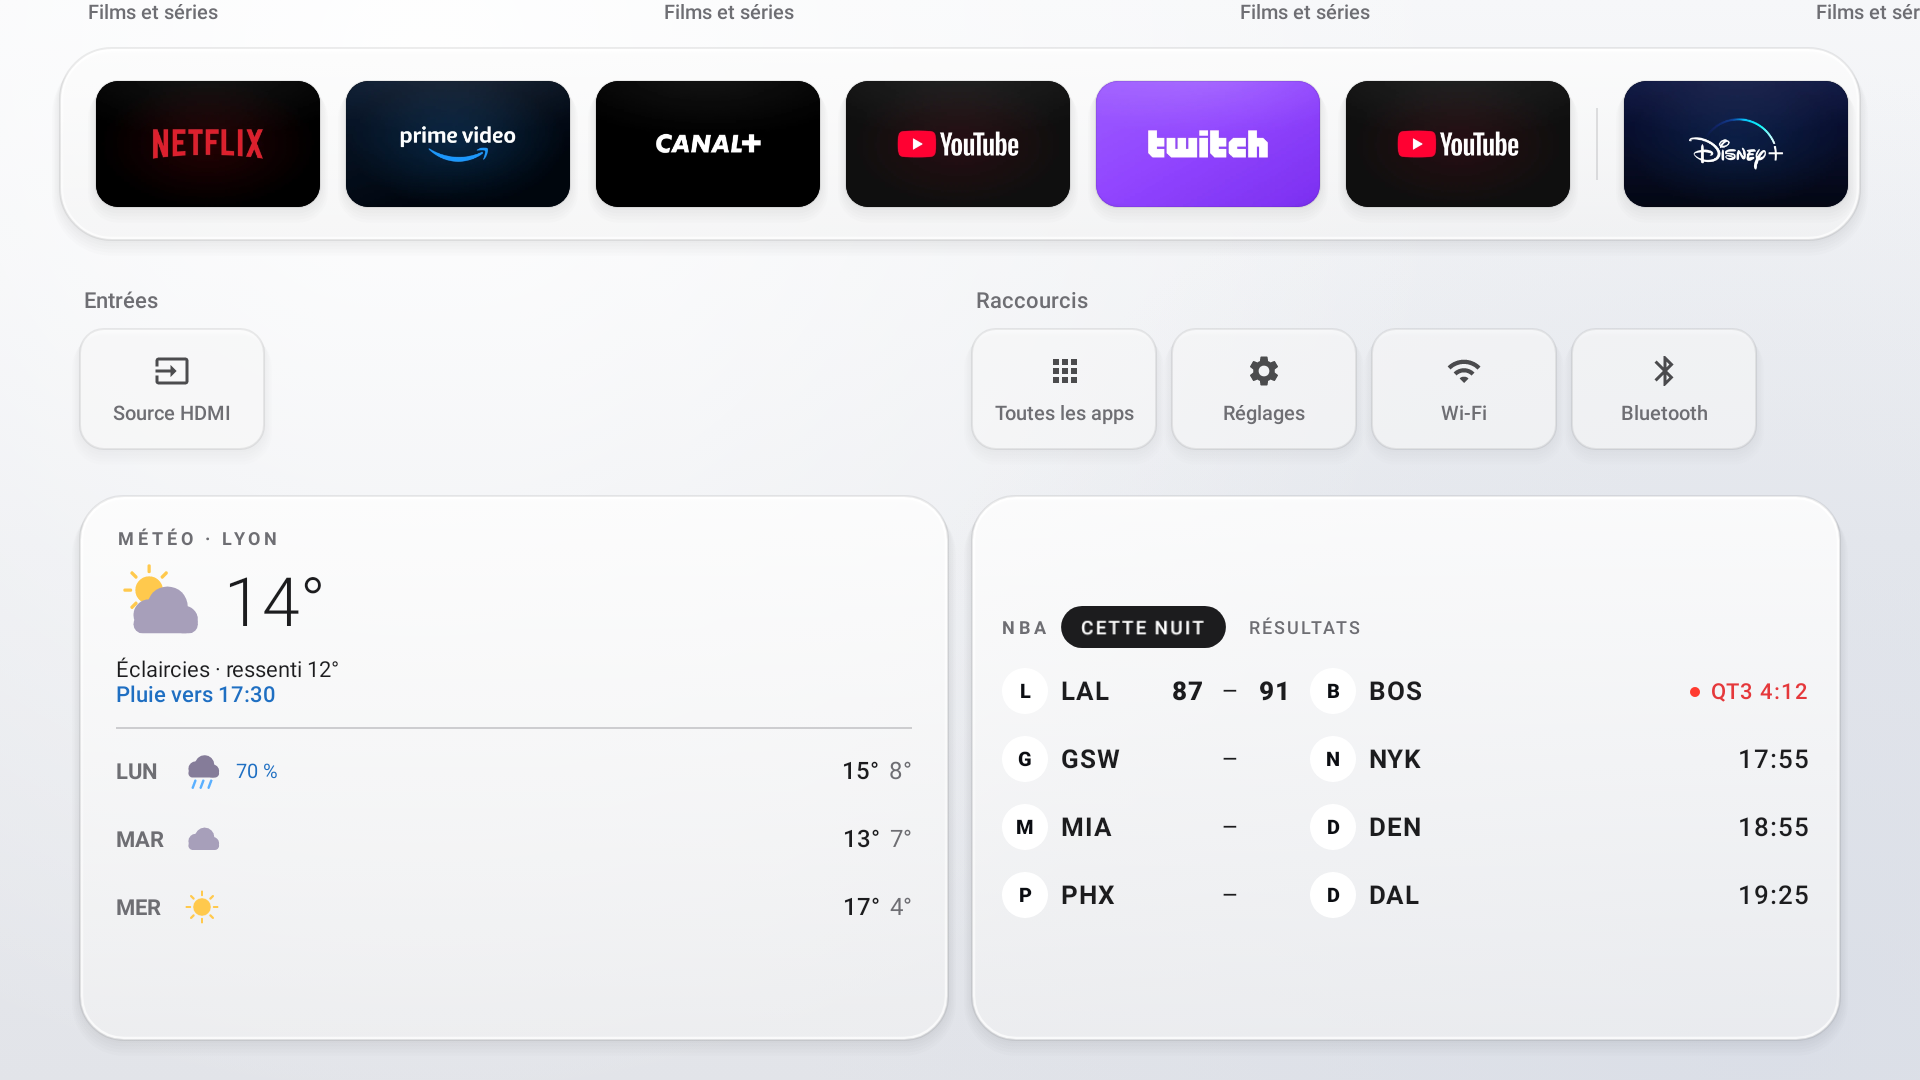 Films et séries Films et séries Films et séries Films et sér
NETFLIX prime video CANAL+ YouTube twitch YouTube Disney+
Entrées
Source HDMI
Raccourcis
Toutes les apps Réglages Wi-Fi Bluetooth
MÉTÉO · LYON
14°
Éclaircies · ressenti 12°
Pluie vers 17:30
LUN 70 % 15° 8°
MAR 13° 7°
MER 17° 4°
NBA CETTE NUIT RÉSULTATS
L LAL 87 – 91 B BOS QT3 4:12
G GSW – N NYK 17:55
M MIA – D DEN 18:55
P PHX – D DAL 19:25